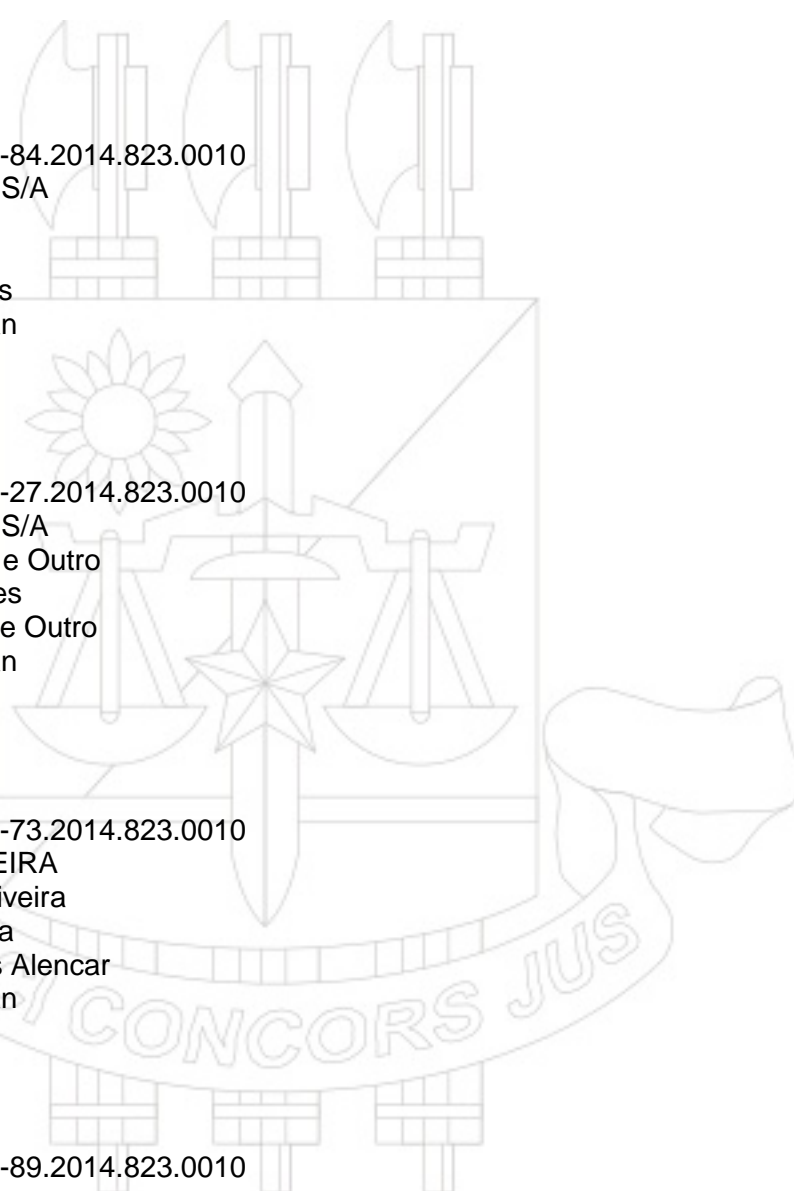 -84.2014.823.0010
S/A
s
n
-27.2014.823.0010
S/A
e Outro
es
e Outro
n
-73.2014.823.0010
EIRA
iveira
a
s Alencar
n
CI CONCORS JUS
-89.2014.823.0010